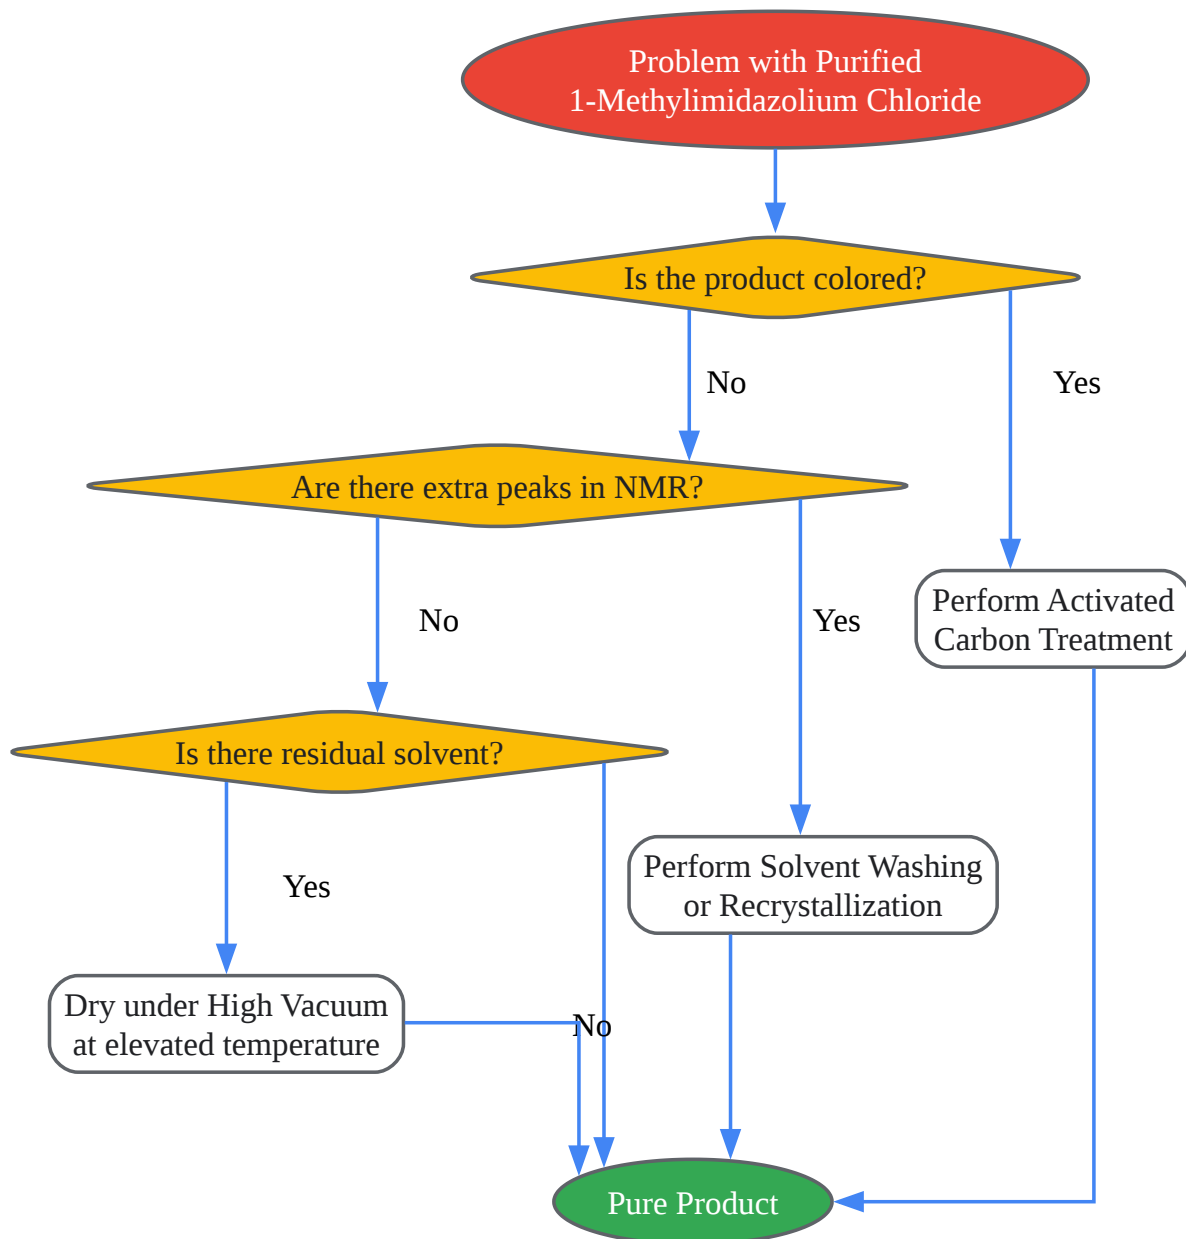 Problem with Purified
1-Methylimidazolium Chloride
Is the product colored?
No
Yes
Are there extra peaks in NMR?
Perform Activated
Carbon Treatment
No
Yes
Is there residual solvent?
Perform Solvent Washing
or Recrystallization
Yes
Dry under High Vacuum
at elevated temperature
No
Pure Product